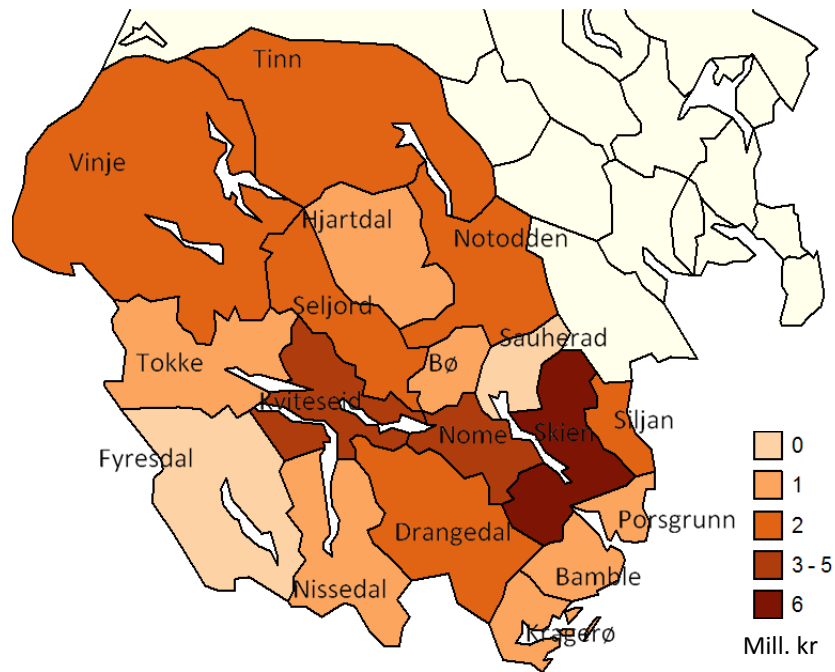 Tinn
Vinje
Hjartdal
Notodden
Seljord
Sauherad
Tokke
Bø
Kviteseid
Siljan
Nome
Skien
Fyresdal
Porsgrunn
Drangedal
Bamble
Nissedal
Kragerø
0
1
2
3 - 5
6
Mill. kr